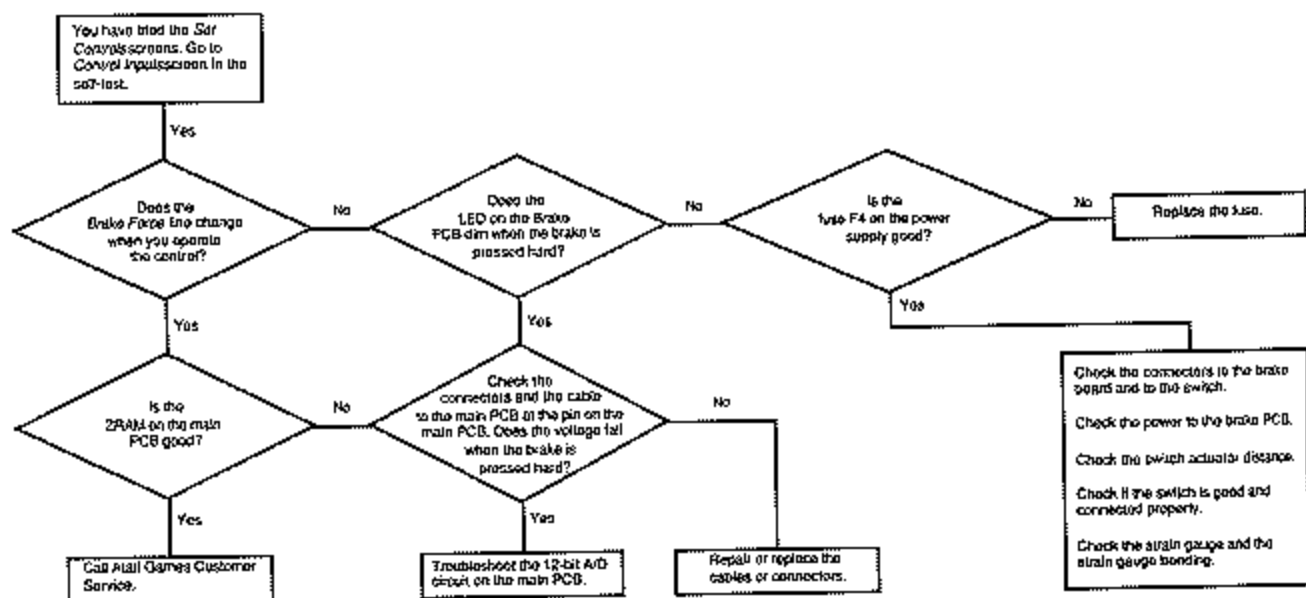 You have tried the Set
Controls screens. Go to
Control Inputs screen in the
self-test.
Yes
Does the
Brake Force line change
when you operate
the control?
No
Does the
LED on the Brake
PCB dim when the brake is
pressed hard?
No
Is the
fuse F4 on the power
supply good?
No
Replace the fuse.
Yes
Yes
Yes
Is the
ZRAM on the main
PCB good?
No
Check the
connectors and the cable
to the main PCB at the pin on the
main PCB. Does the voltage fall
when the brake is
pressed hard?
No
Check the connectors to the brake
board and to the switch.
Check the power to the brake PCB.
Check the switch actuator distance.
Check if the switch is good and
connected properly.
Check the strain gauge and the
strain gauge bonding.
Yes
Yes
Call Atari Games Customer
Service.
Troubleshoot the 12-bit A/D
circuit on the main PCB.
Repair or replace the
cables or connectors.